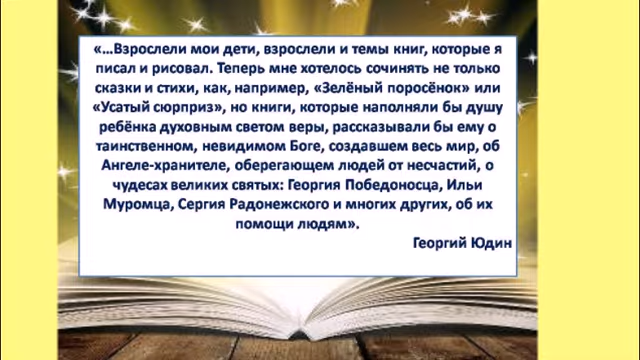 «…Взрослели мои дети, взрослели и темы книг, которые я
писал и рисовал. Теперь мне хотелось сочинять не только
сказки и стихи, как, например, «Зелёный поросёнок» или
«Усатый сюрприз», но книги, которые наполняли бы душу
ребёнка духовным светом веры, рассказывали бы ему о
таинственном, невидимом Боге, создавшем весь мир, об
Ангеле-хранителе, оберегающем людей от несчастий, о
чудесах великих святых: Георгия Победоносца, Ильи
Муромца, Сергия Радонежского и многих других, об их
помощи людям».
Георгий Юдин